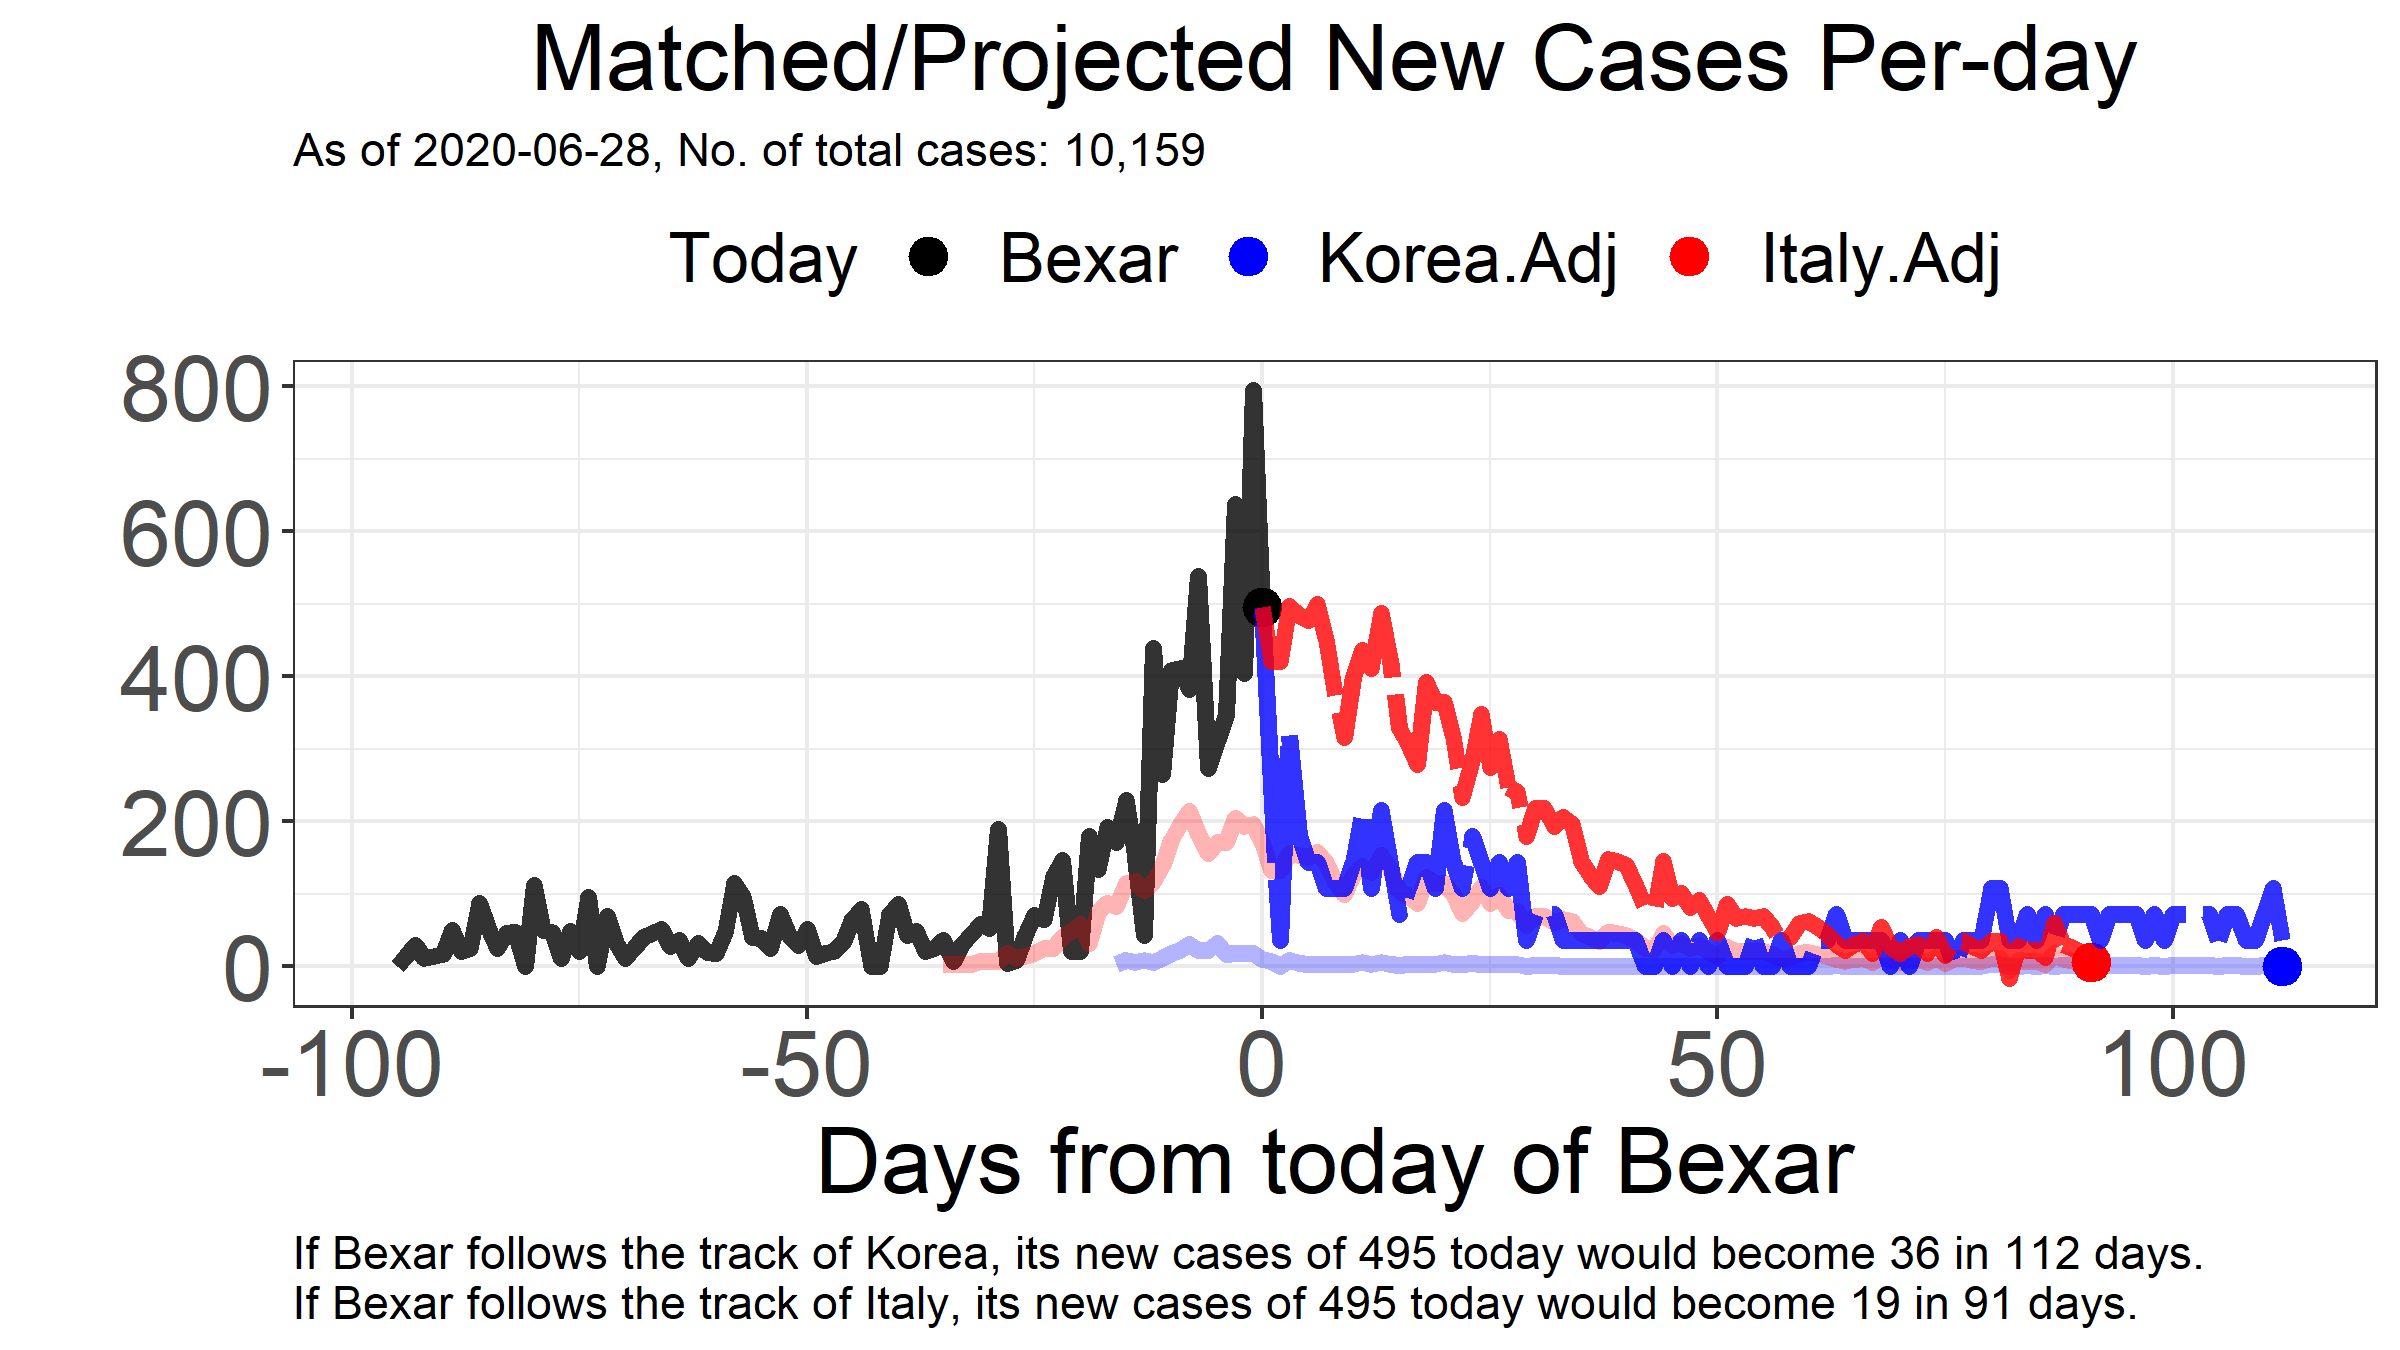 Matched/Projected New Cases Per-day
As of 2020-06-28, No. of total cases: 10,159
Today Bexar Korea.Adj Italy.Adj
800
600
400
200
0
-100 -50 0 50 100
Days from today of Bexar
If Bexar follows the track of Korea, its new cases of 495 today would become 36 in 112 days.
If Bexar follows the track of Italy, its new cases of 495 today would become 19 in 91 days.